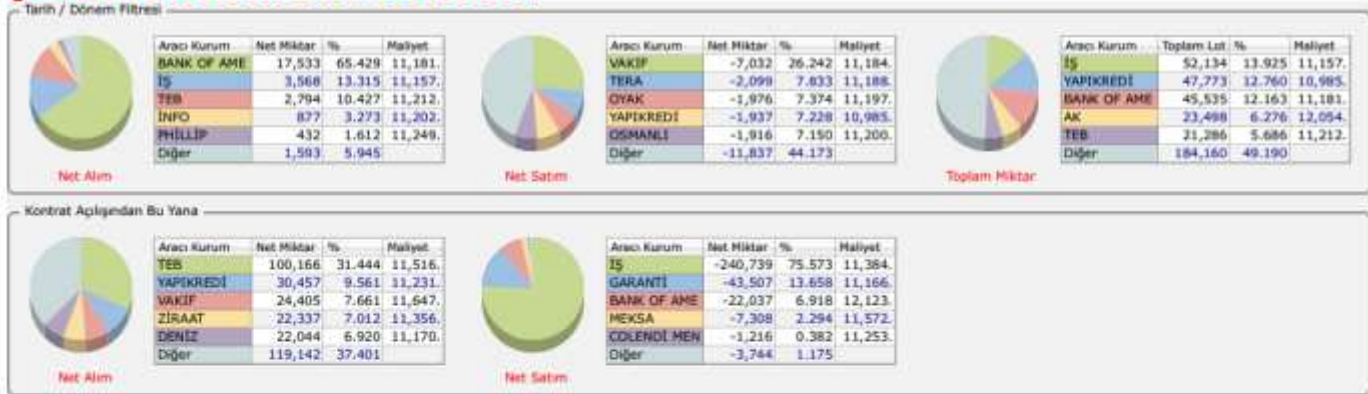 Tarih / Dönem Filtresi
Aracı Kurum Net Miktar % Maliyet
BANK OF AME 17,533 65.429 11,181.
İŞ 3,568 13.315 11,157.
TEB 2,794 10.427 11,212.
İNFO 877 3.273 11,202.
PHİLLİP 432 1.612 11,249.
Diğer 1,593 5.945
Net Alım
Aracı Kurum Net Miktar % Maliyet
VAKIF -7,032 26.242 11,184.
TERA -2,099 7.833 11,188.
OYAK -1,976 7.374 11,197.
YAPIKREDİ -1,937 7.228 10,985.
OSMANLI -1,916 7.150 11,200.
Diğer -11,837 44.173
Net Satım
Aracı Kurum Toplam Lot % Maliyet
İŞ 52,134 13.925 11,157.
YAPIKREDİ 47,773 12.760 10,985.
BANK OF AME 45,535 12.163 11,181.
AK 23,498 6.276 12,054.
TEB 21,286 5.686 11,212.
Diğer 184,160 49.190
Toplam Miktar
Kontrat Açılışından Bu Yana
Aracı Kurum Net Miktar % Maliyet
TEB 100,166 31.444 11,516.
YAPIKREDİ 30,457 9.561 11,231.
VAKIF 24,405 7.661 11,647.
ZİRAAT 22,337 7.012 11,356.
DENİZ 22,044 6.920 11,170.
Diğer 119,142 37.401
Net Alım
Aracı Kurum Net Miktar % Maliyet
İŞ -240,739 75.573 11,384.
GARANTİ -43,507 13.658 11,166.
BANK OF AME -22,037 6.918 12,123.
MEKSA -7,308 2.294 11,572.
COLENDİ MEN -1,216 0.382 11,253.
Diğer -3,744 1.175
Net Satım